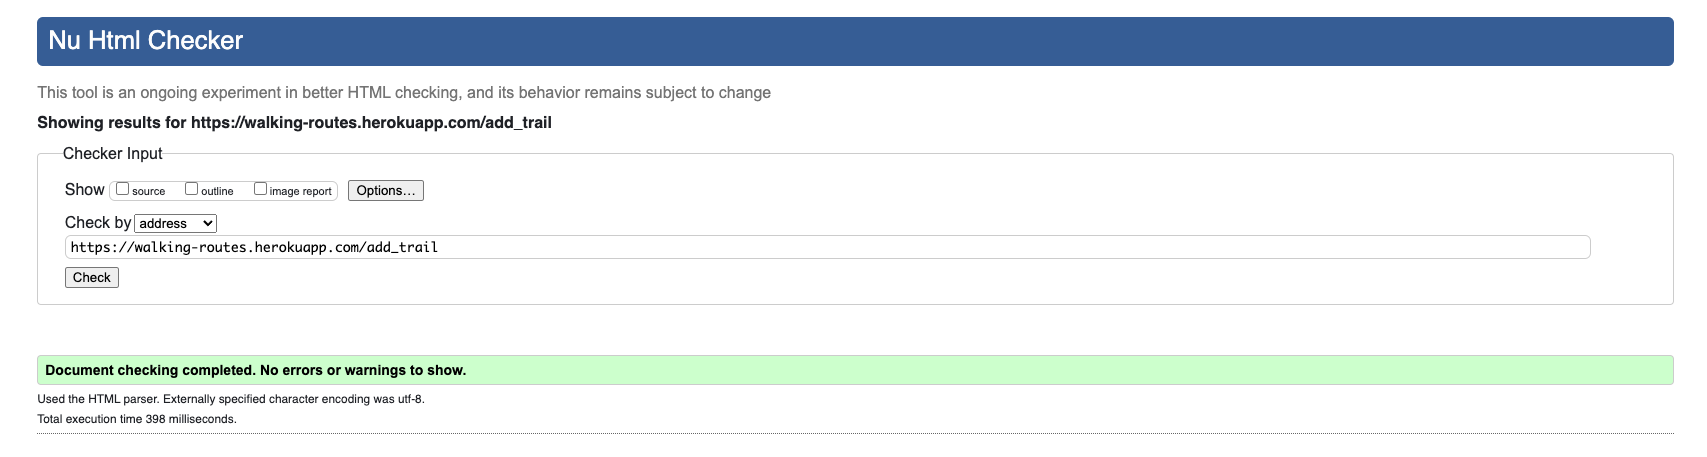 Nu Html Checker
This tool is an ongoing experiment in better HTML checking, and its behavior remains subject to change
Showing results for https://walking-routes.herokuapp.com/add_trail
Checker Input
Show source outline image report Options...
Check by address
https://walking-routes.herokuapp.com/add_trail
Check
Document checking completed. No errors or warnings to show.
Used the HTML parser. Externally specified character encoding was utf-8.
Total execution time 398 milliseconds.